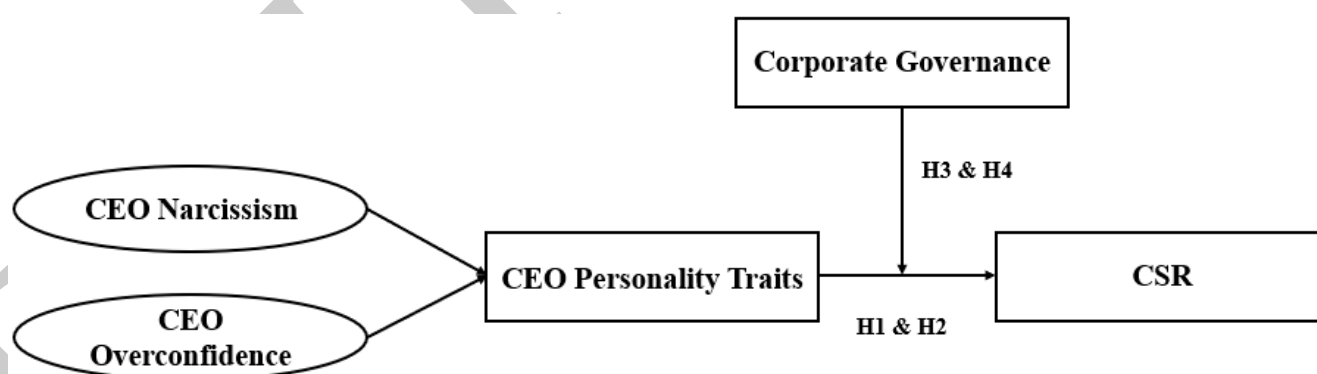 Corporate Governance
H3 & H4
CEO Narcissism
CEO Personality Traits
CSR
H1 & H2
CEO
Overconfidence